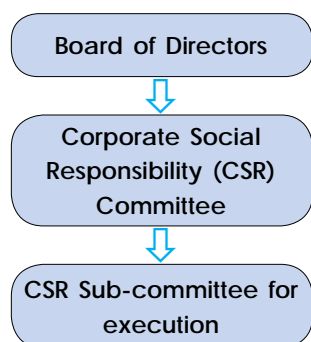 Board of Directors
Corporate Social
Responsibility (CSR)
Committee
CSR Sub-committee for
execution